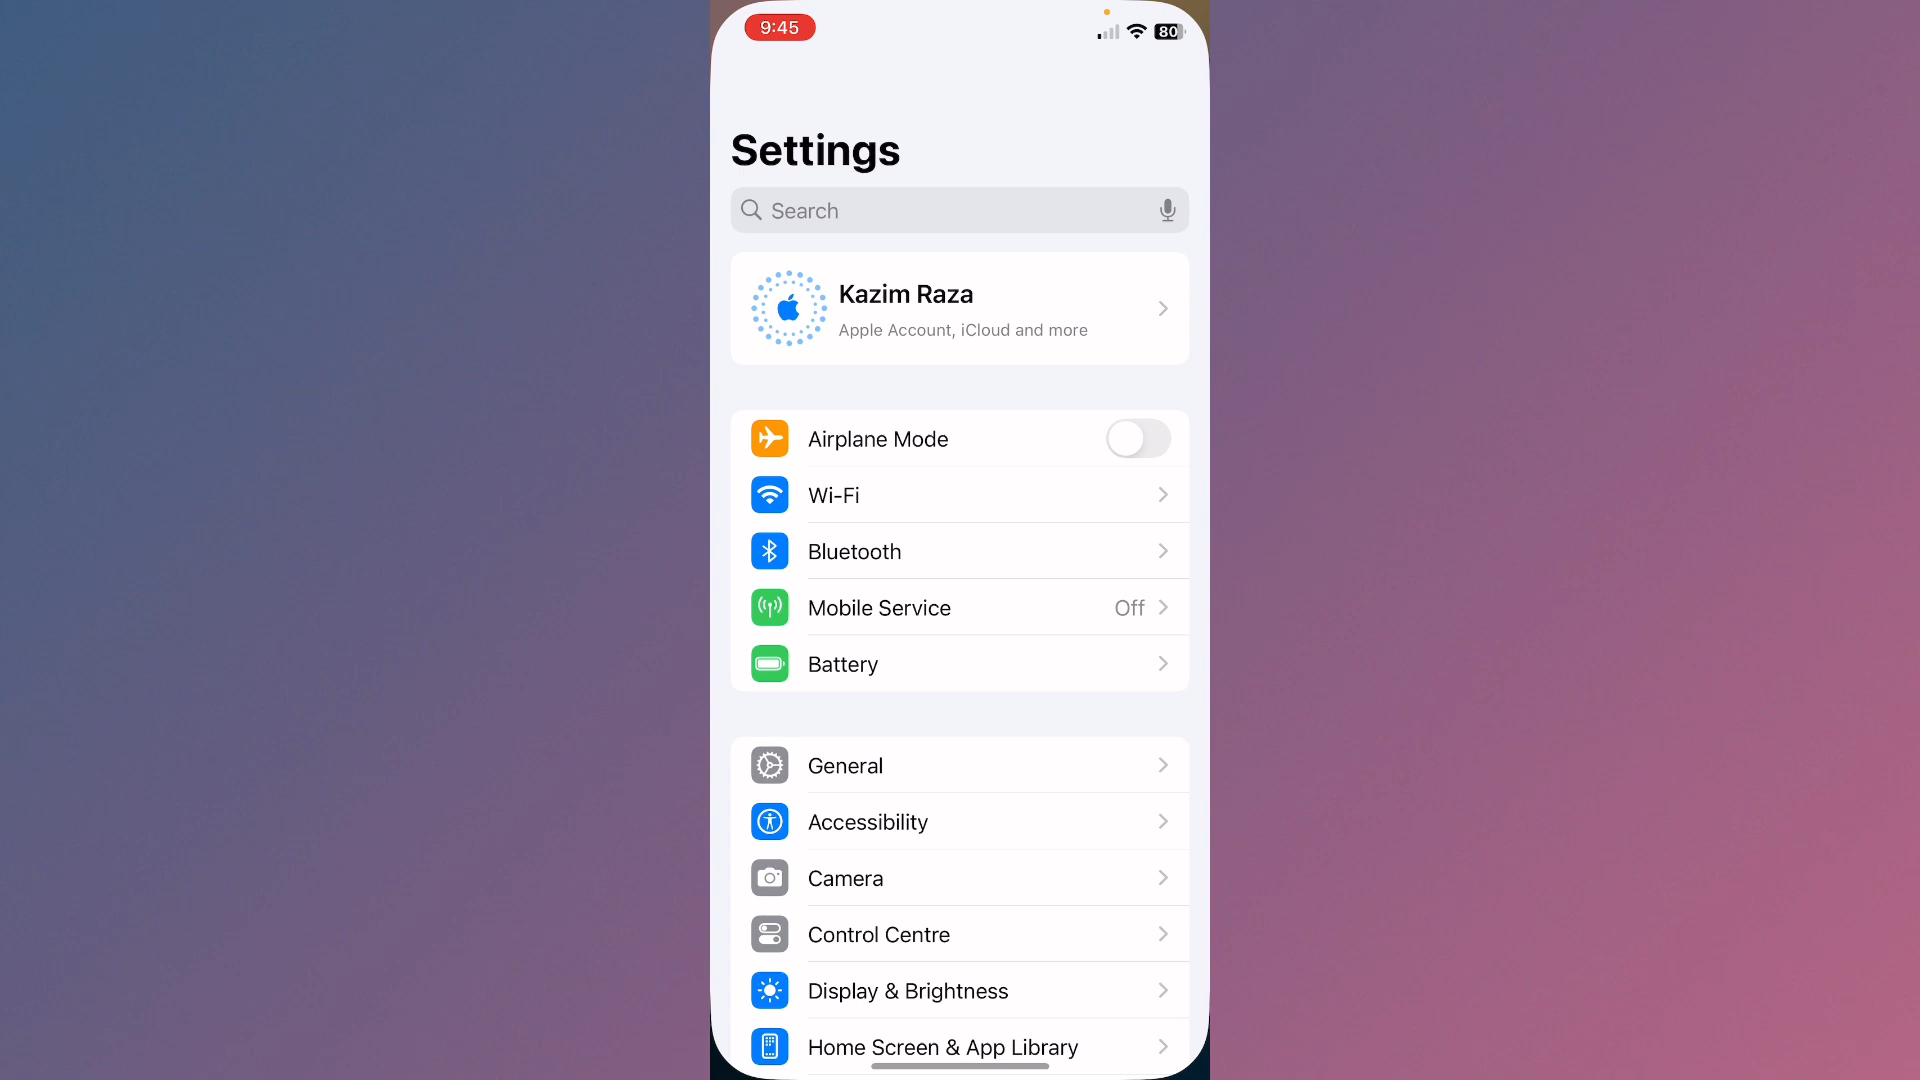 9:45
80
Settings
Search
Kazim Raza
Apple Account, iCloud and more
Airplane Mode
Wi-Fi
Bluetooth
Mobile Service Off
Battery
General
Accessibility
Camera
Control Centre
Display & Brightness
Home Screen & App Library